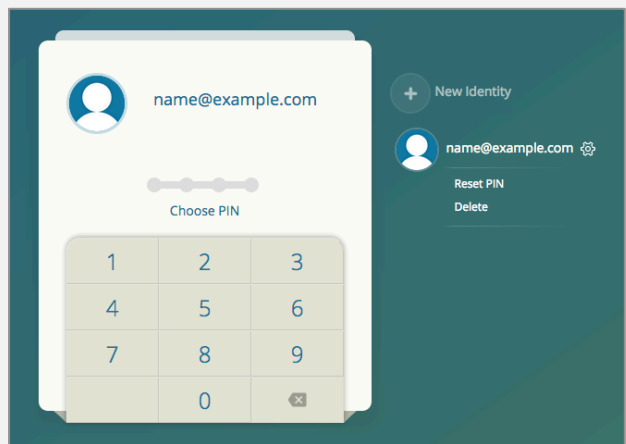 name@example.com
Choose PIN
1 2 3
4 5 6
7 8 9
0
New Identity
name@example.com
Reset PIN
Delete